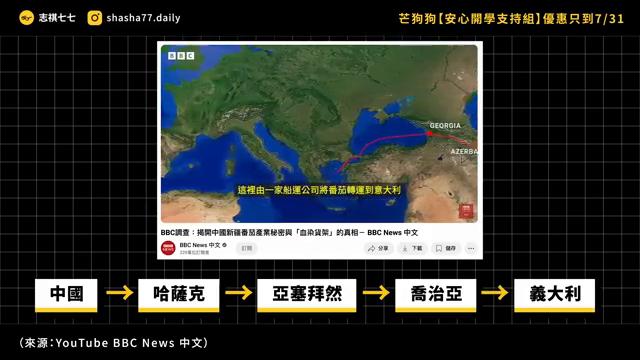 志祺七七
shasha77.daily
芒狗狗【安心開學支持組】優惠只到7/31
BBC
GEORGIA
AZERBA
這裡由一家船運公司將番茄轉運到意大利
BBC調查：揭開中國新疆番茄產業秘密與「血染貨架」的真相－ BBC News 中文
BBC News 中文
訂閱
分享
下載
儲存
中國
哈薩克
亞塞拜然
喬治亞
義大利
（來源：YouTube BBC News 中文）